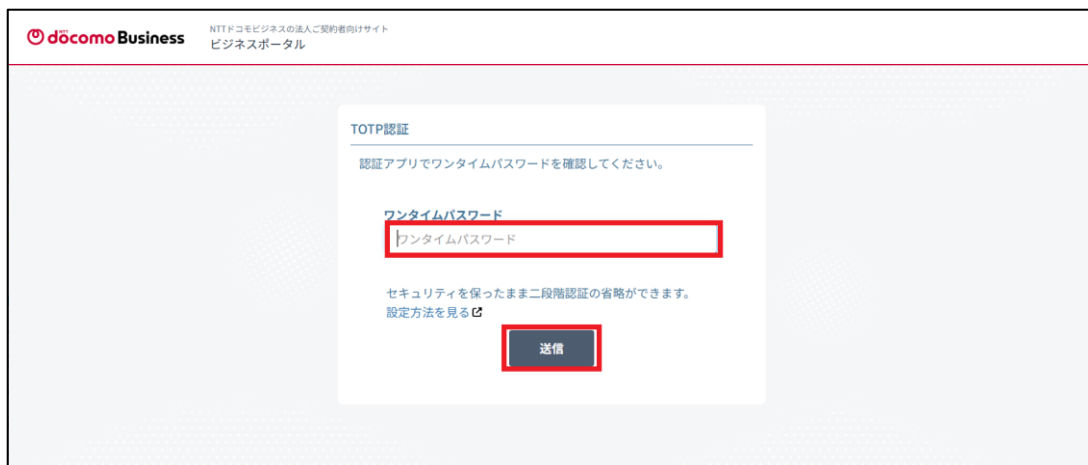 NTT döcomo Business
NTTドコモビジネスの法人ご契約者向けサイト
ビジネスポータル
TOTP認証
認証アプリでワンタイムパスワードを確認してください。
ワンタイムパスワード
ワンタイムパスワード
セキュリティを保ったまま二段階認証の省略ができます。
設定方法を見る
送信